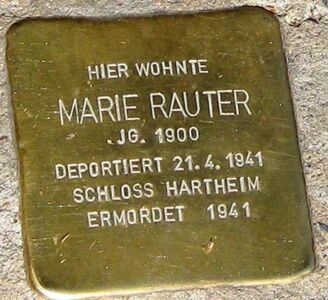 HIER WOHNTE
MARIE RAUTER
JG. 1900
DEPORTIERT 21.4.1941
SCHLOSS HARTHEIM
ERMORDET 1941